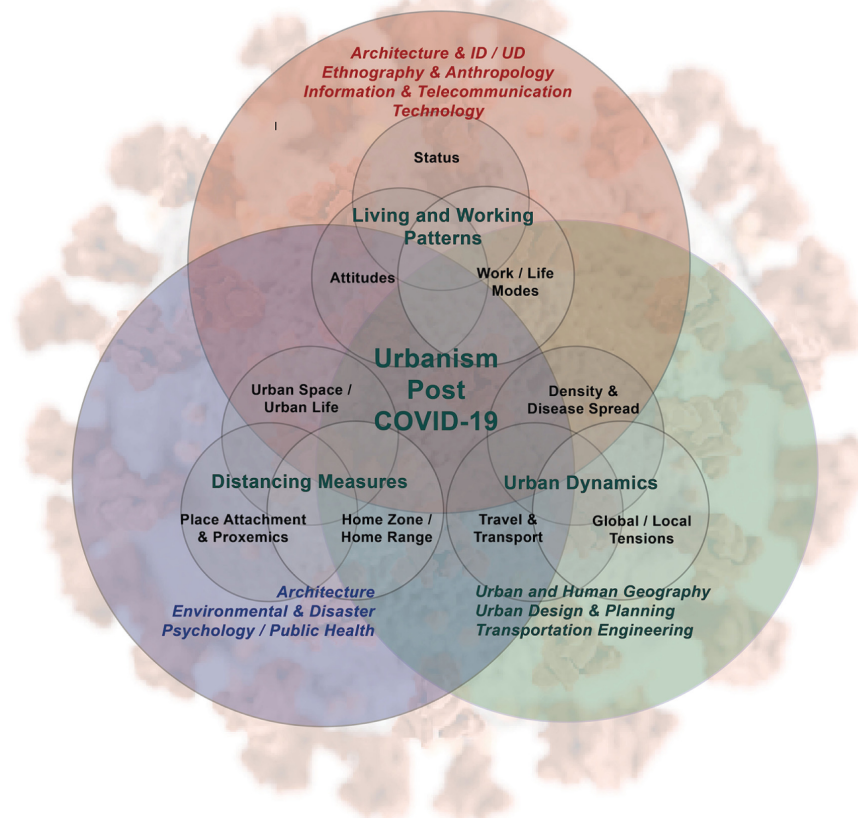 Architecture & ID / UD
Ethnography & Anthropology
Information & Telecommunication
Technology
Status
Living and Working
Patterns
Attitudes
Work / Life
Modes
Urbanism
Post
COVID-19
Urban Space /
Urban Life
Density &
Disease Spread
Distancing Measures
Urban Dynamics
Place Attachment
& Proxemics
Home Zone /
Home Range
Travel &
Transport
Global / Local
Tensions
Architecture
Environmental & Disaster
Psychology / Public Health
Urban and Human Geography
Urban Design & Planning
Transportation Engineering